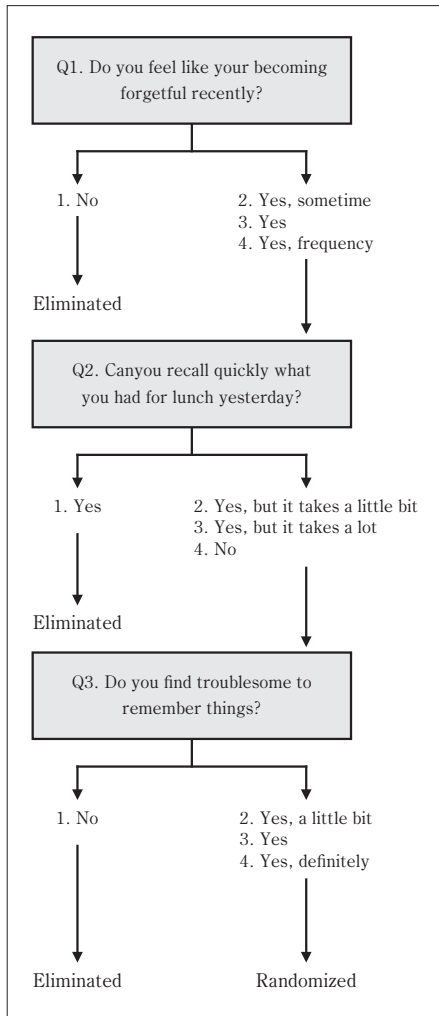 Q1. Do you feel like your becoming
forgetful recently?
1. No
2. Yes, sometime
3. Yes
4. Yes, frequency
Eliminated
Q2. Canyou recall quickly what
you had for lunch yesterday?
1. Yes
2. Yes, but it takes a little bit
3. Yes, but it takes a lot
4. No
Eliminated
Q3. Do you find troublesome to
remember things?
1. No
2. Yes, a little bit
3. Yes
4. Yes, definitely
Eliminated
Randomized